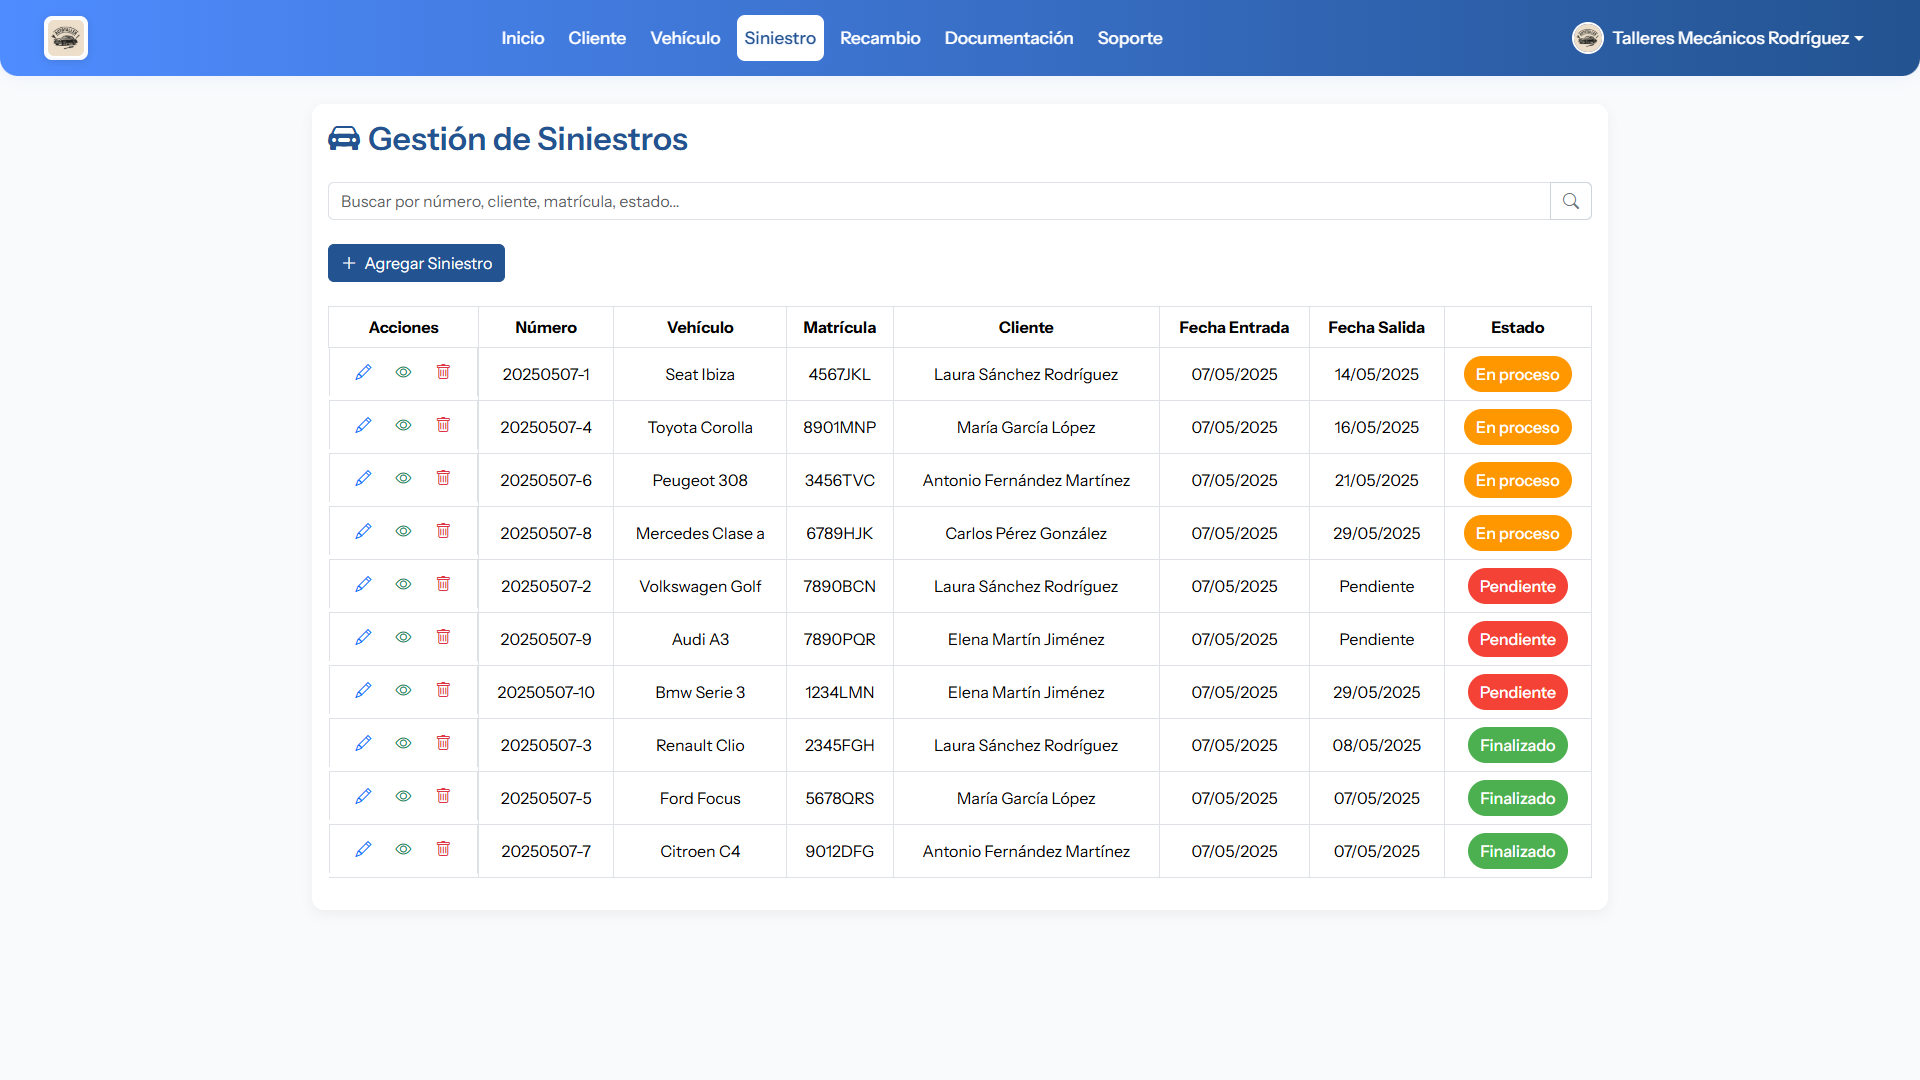 Inicio Cliente Vehículo Siniestro Recambio Documentación Soporte Talleres Mecánicos Rodríguez
Gestión de Siniestros
Buscar por número, cliente, matrícula, estado...
Agregar Siniestro
Acciones Número Vehículo Matrícula Cliente Fecha Entrada Fecha Salida Estado
20250507-1 Seat Ibiza 4567JKL Laura Sánchez Rodríguez 07/05/2025 14/05/2025 En proceso
20250507-4 Toyota Corolla 8901MNP María García López 07/05/2025 16/05/2025 En proceso
20250507-6 Peugeot 308 3456TVC Antonio Fernández Martínez 07/05/2025 21/05/2025 En proceso
20250507-8 Mercedes Clase a 6789HJK Carlos Pérez González 07/05/2025 29/05/2025 En proceso
20250507-2 Volkswagen Golf 7890BCN Laura Sánchez Rodríguez 07/05/2025 Pendiente Pendiente
20250507-9 Audi A3 7890PQR Elena Martín Jiménez 07/05/2025 Pendiente Pendiente
20250507-10 Bmw Serie 3 1234LMN Elena Martín Jiménez 07/05/2025 29/05/2025 Pendiente
20250507-3 Renault Clio 2345FGH Laura Sánchez Rodríguez 07/05/2025 08/05/2025 Finalizado
20250507-5 Ford Focus 5678QRS María García López 07/05/2025 07/05/2025 Finalizado
20250507-7 Citroen C4 9012DFG Antonio Fernández Martínez 07/05/2025 07/05/2025 Finalizado